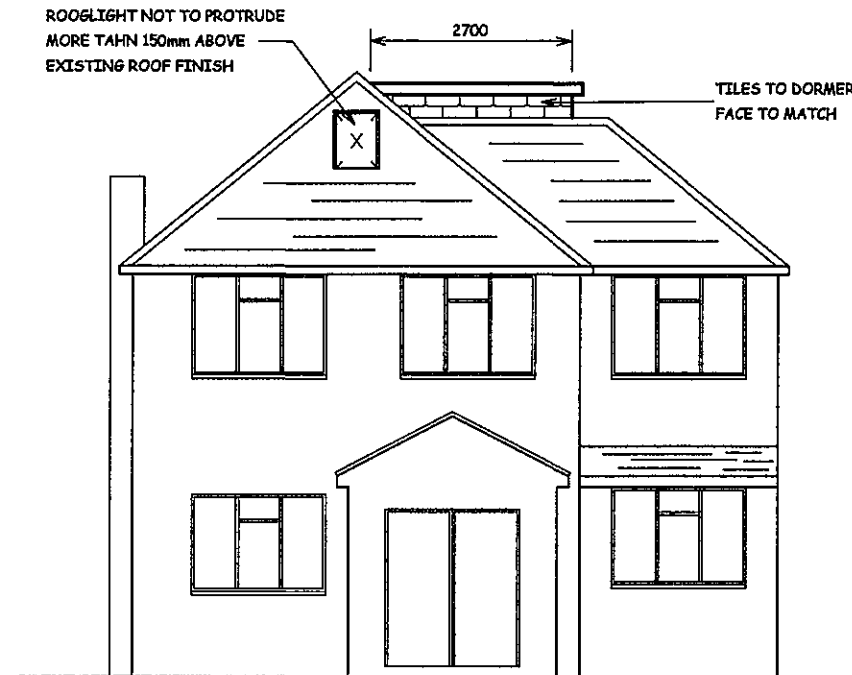 ROOGLIGHT NOT TO PROTRUDE
MORE TAHN 150mm ABOVE
EXISTING ROOF FINISH
2700
TILES TO DORMER
FACE TO MATCH
X